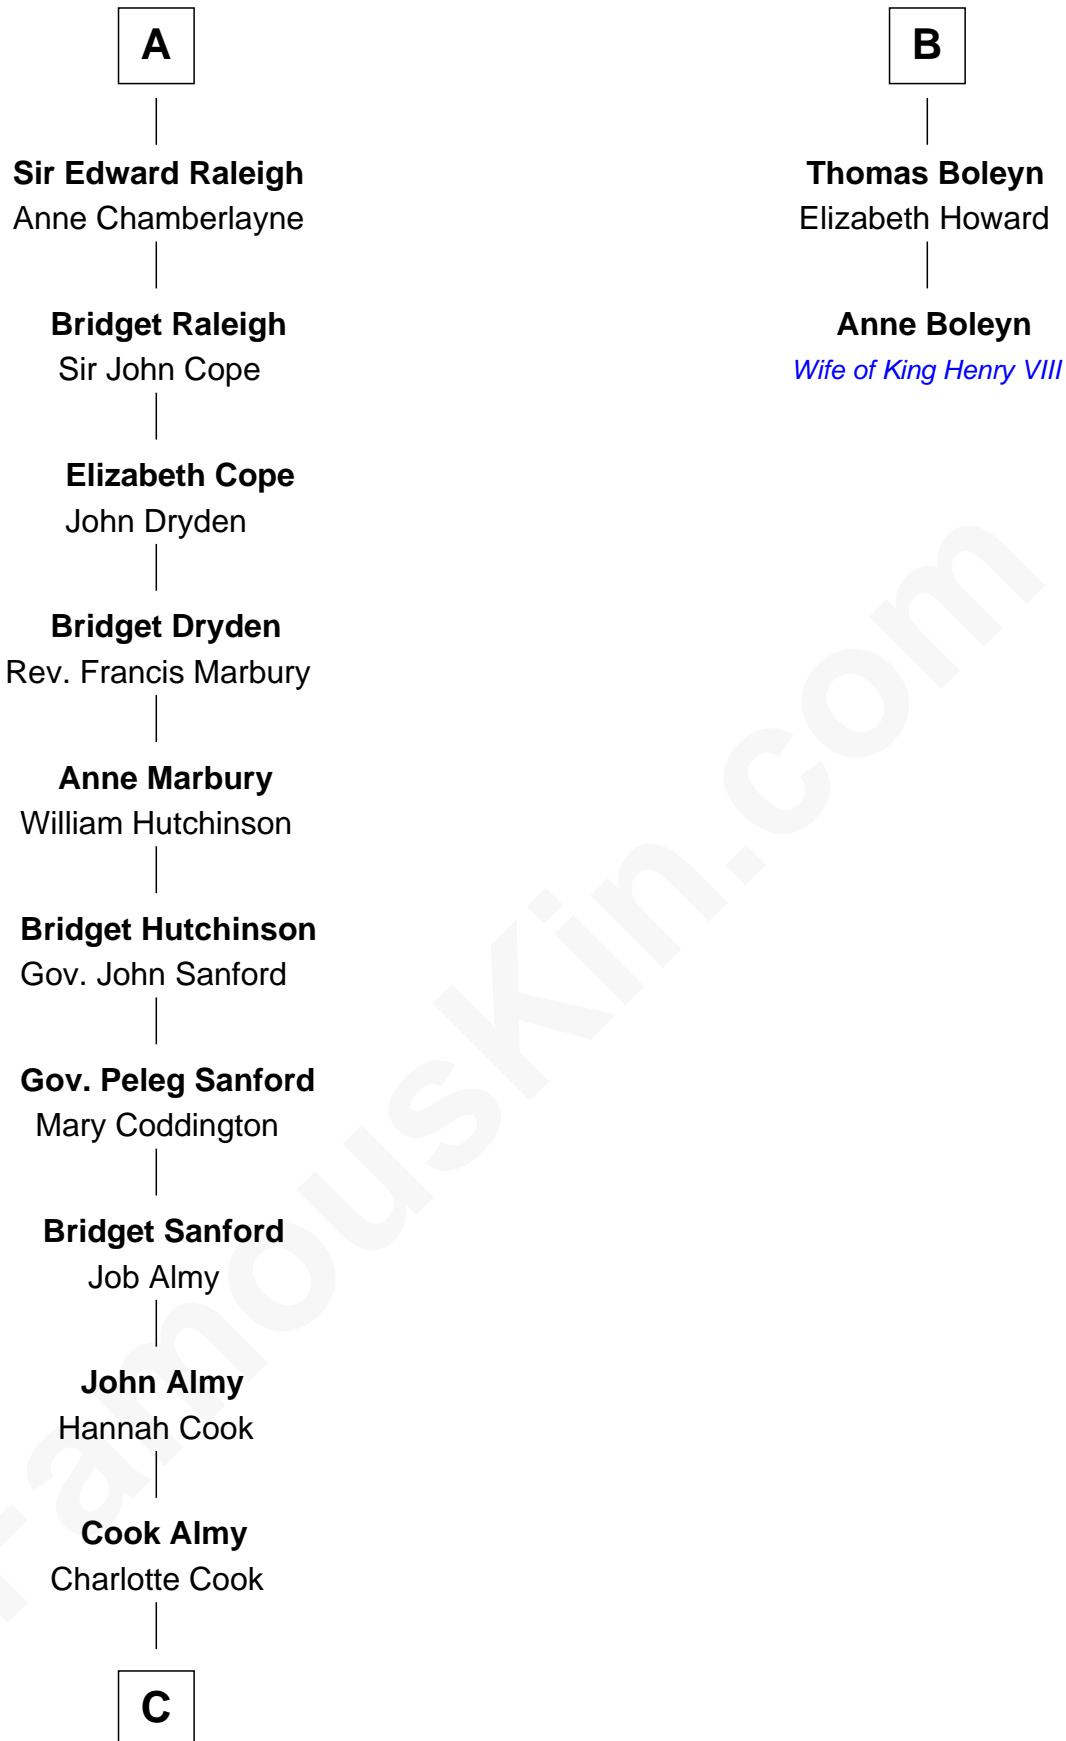 A
Sir Edward Raleigh
Anne Chamberlayne
Bridget Raleigh
Sir John Cope
Elizabeth Cope
John Dryden
Bridget Dryden
Rev. Francis Marbury
Anne Marbury
William Hutchinson
Bridget Hutchinson
Gov. John Sanford
Gov. Peleg Sanford
Mary Coddington
Bridget Sanford
Job Almy
John Almy
Hannah Cook
Cook Almy
Charlotte Cook
C
B
Thomas Boleyn
Elizabeth Howard
Anne Boleyn
Wife of King Henry VIII
FamousKin.com